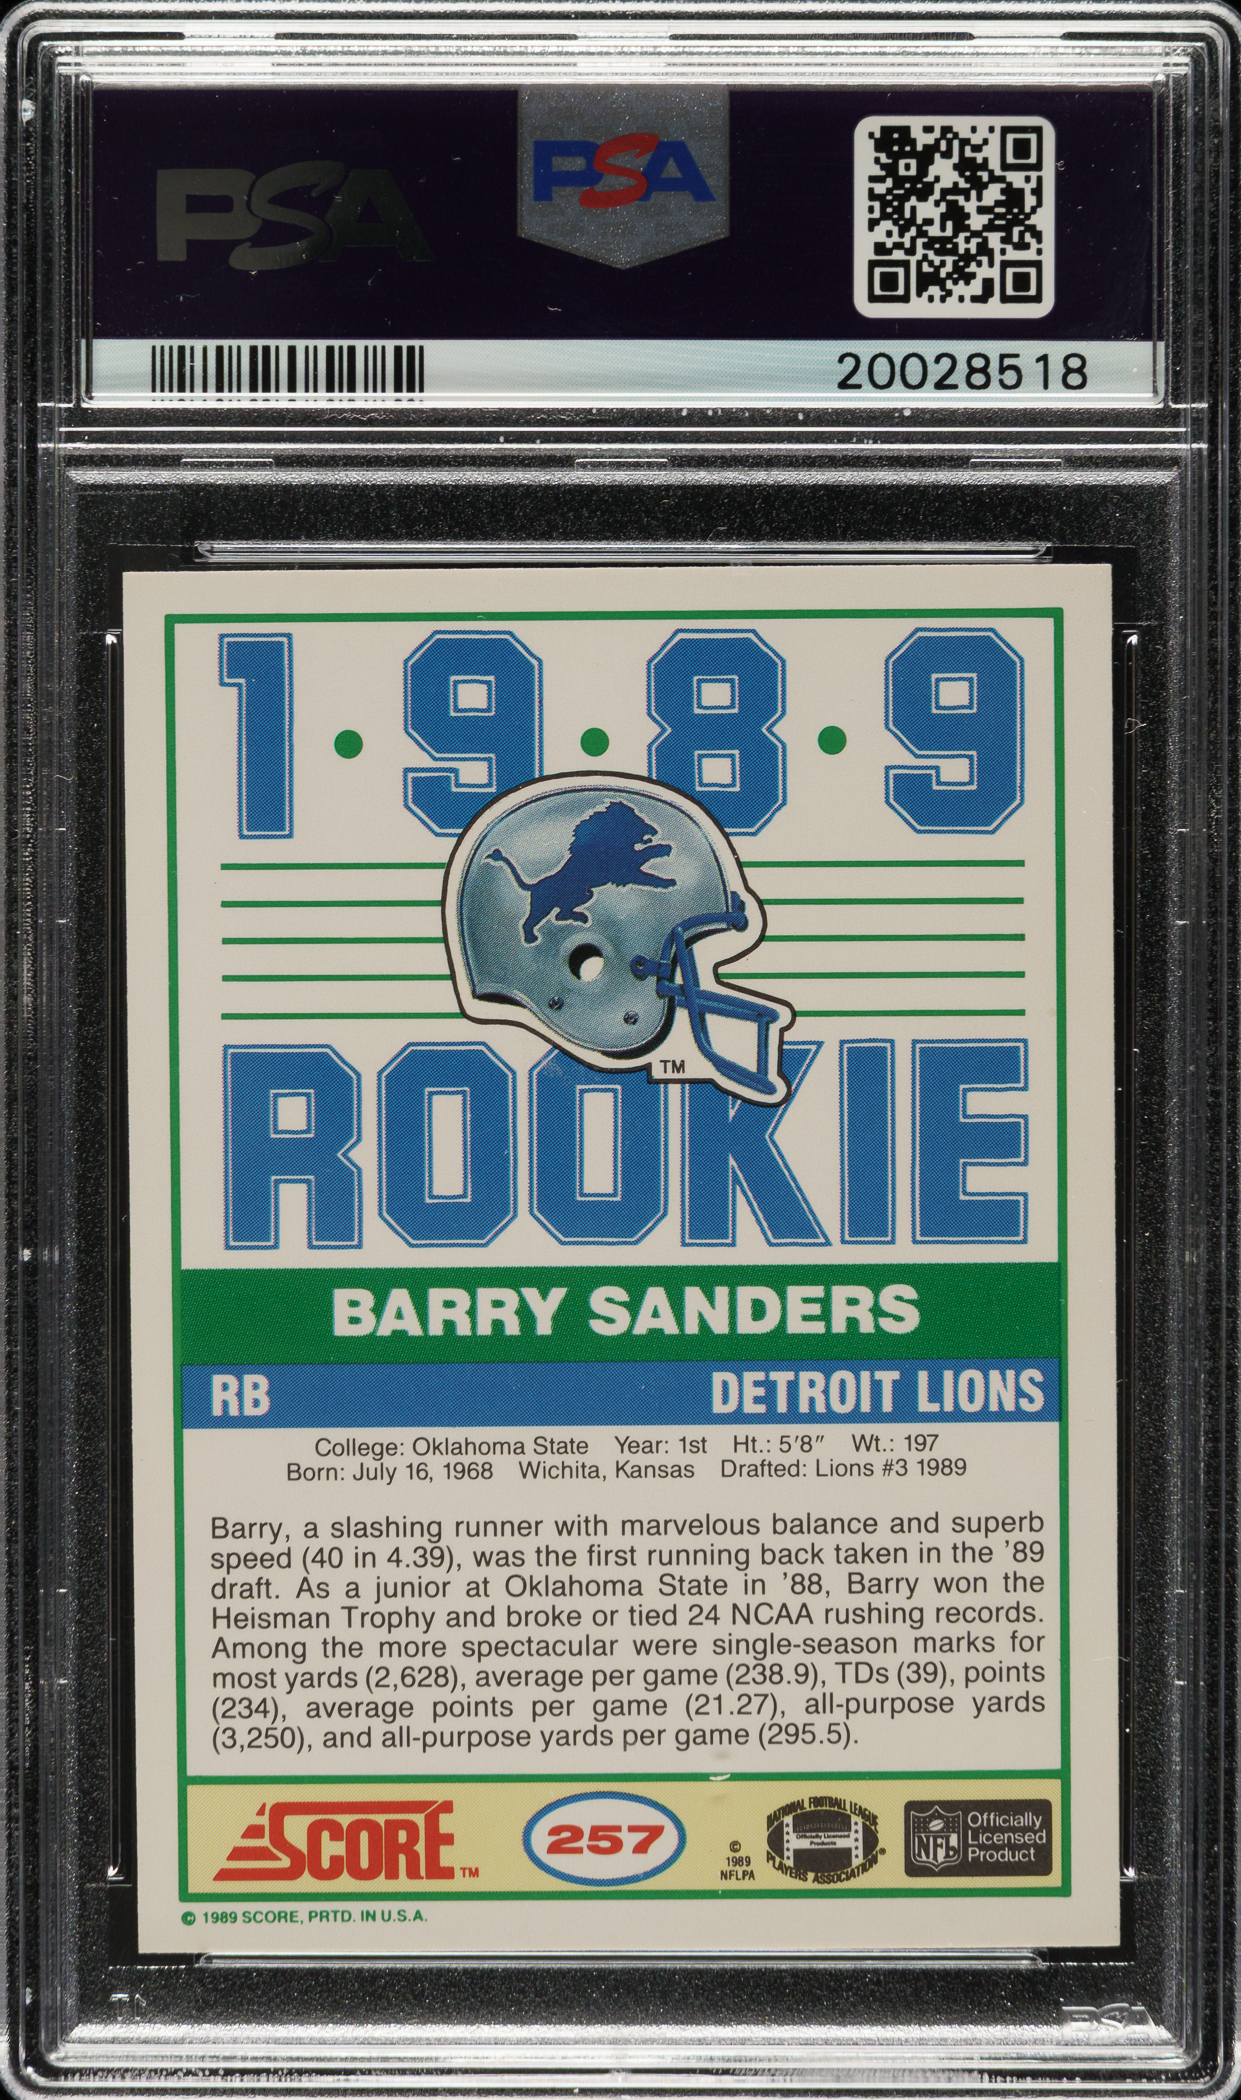 PSA
PSA
20028518
1•9•8•9
TM
ROOKIE
BARRY SANDERS
RB DETROIT LIONS
College: Oklahoma State Year: 1st Ht.: 5'8" Wt.: 197
Born: July 16, 1968 Wichita, Kansas Drafted: Lions #3 1989
Barry, a slashing runner with marvelous balance and superb
speed (40 in 4.39), was the first running back taken in the '89
draft. As a junior at Oklahoma State in '88, Barry won the
Heisman Trophy and broke or tied 24 NCAA rushing records.
Among the more spectacular were single-season marks for
most yards (2,628), average per game (238.9), TDs (39), points
(234), average points per game (21.27), all-purpose yards
(3,250), and all-purpose yards per game (295.5).
SCORE™
257
©
1989
NFLPA
NATIONAL FOOTBALL LEAGUE
Officially Licensed
Products
PLAYERS ASSOCIATION®
NFL
Officially
Licensed
Product
© 1989 SCORE, PRTD. IN U.S.A.
PSA